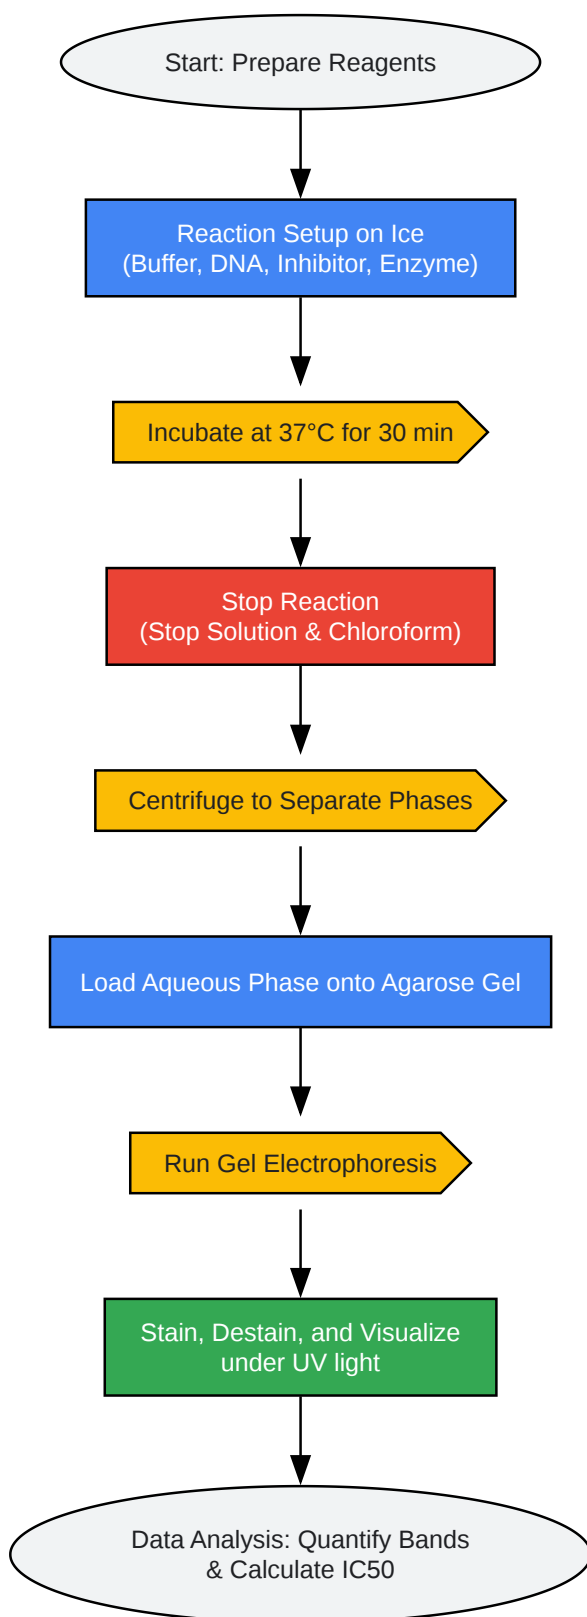 Start: Prepare Reagents
Reaction Setup on Ice
(Buffer, DNA, Inhibitor, Enzyme)
Incubate at 37°C for 30 min
Stop Reaction
(Stop Solution & Chloroform)
Centrifuge to Separate Phases
Load Aqueous Phase onto Agarose Gel
Run Gel Electrophoresis
Stain, Destain, and Visualize
under UV light
Data Analysis: Quantify Bands
& Calculate IC50